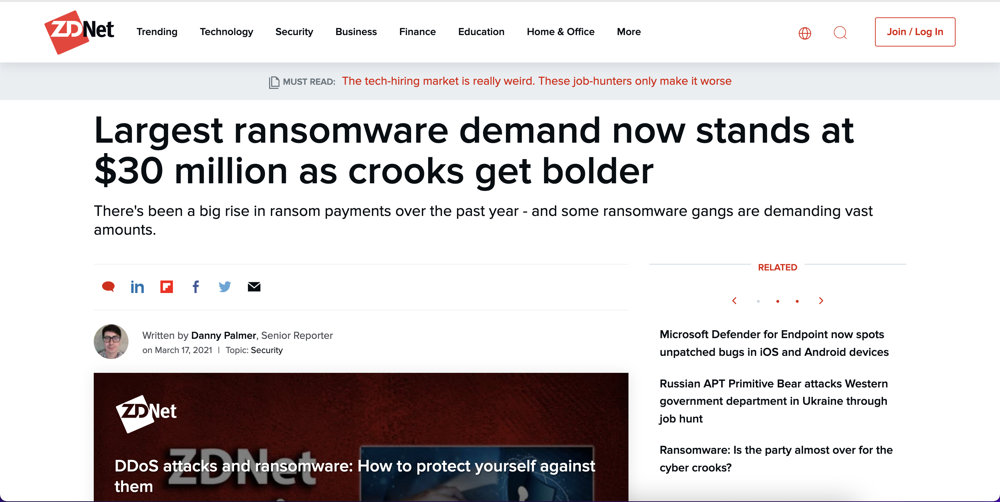 ZDNet
Trending Technology Security Business Finance Education Home & Office More
Join / Log In
MUST READ: The tech-hiring market is really weird. These job-hunters only make it worse
Largest ransomware demand now stands at
$30 million as crooks get bolder
There's been a big rise in ransom payments over the past year - and some ransomware gangs are demanding vast
amounts.
in f
Written by Danny Palmer, Senior Reporter
on March 17, 2021 | Topic: Security
ZDNet
ZDNet
DDoS attacks and ransomware: How to protect yourself against
them
RELATED
Microsoft Defender for Endpoint now spots
unpatched bugs in iOS and Android devices
Russian APT Primitive Bear attacks Western
government department in Ukraine through
job hunt
Ransomware: Is the party almost over for the
cyber crooks?